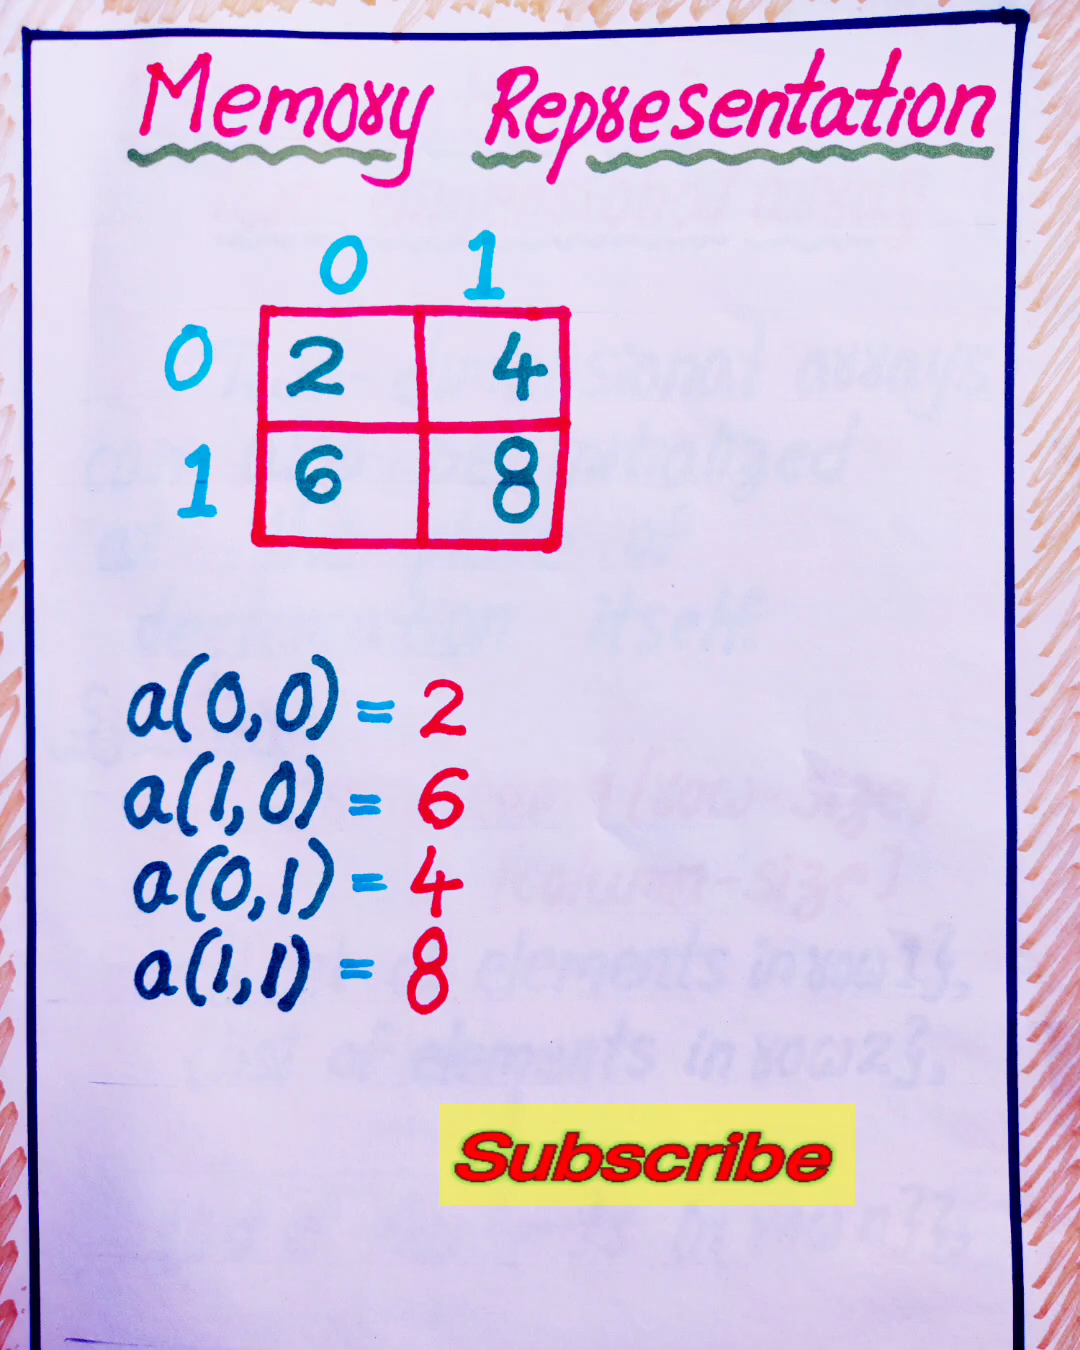 Memory Representation
0 1
0 2 4
1 6 8
a(0,0) = 2
a(1,0) = 6
a(0,1) = 4
a(1,1) = 8
Subscribe